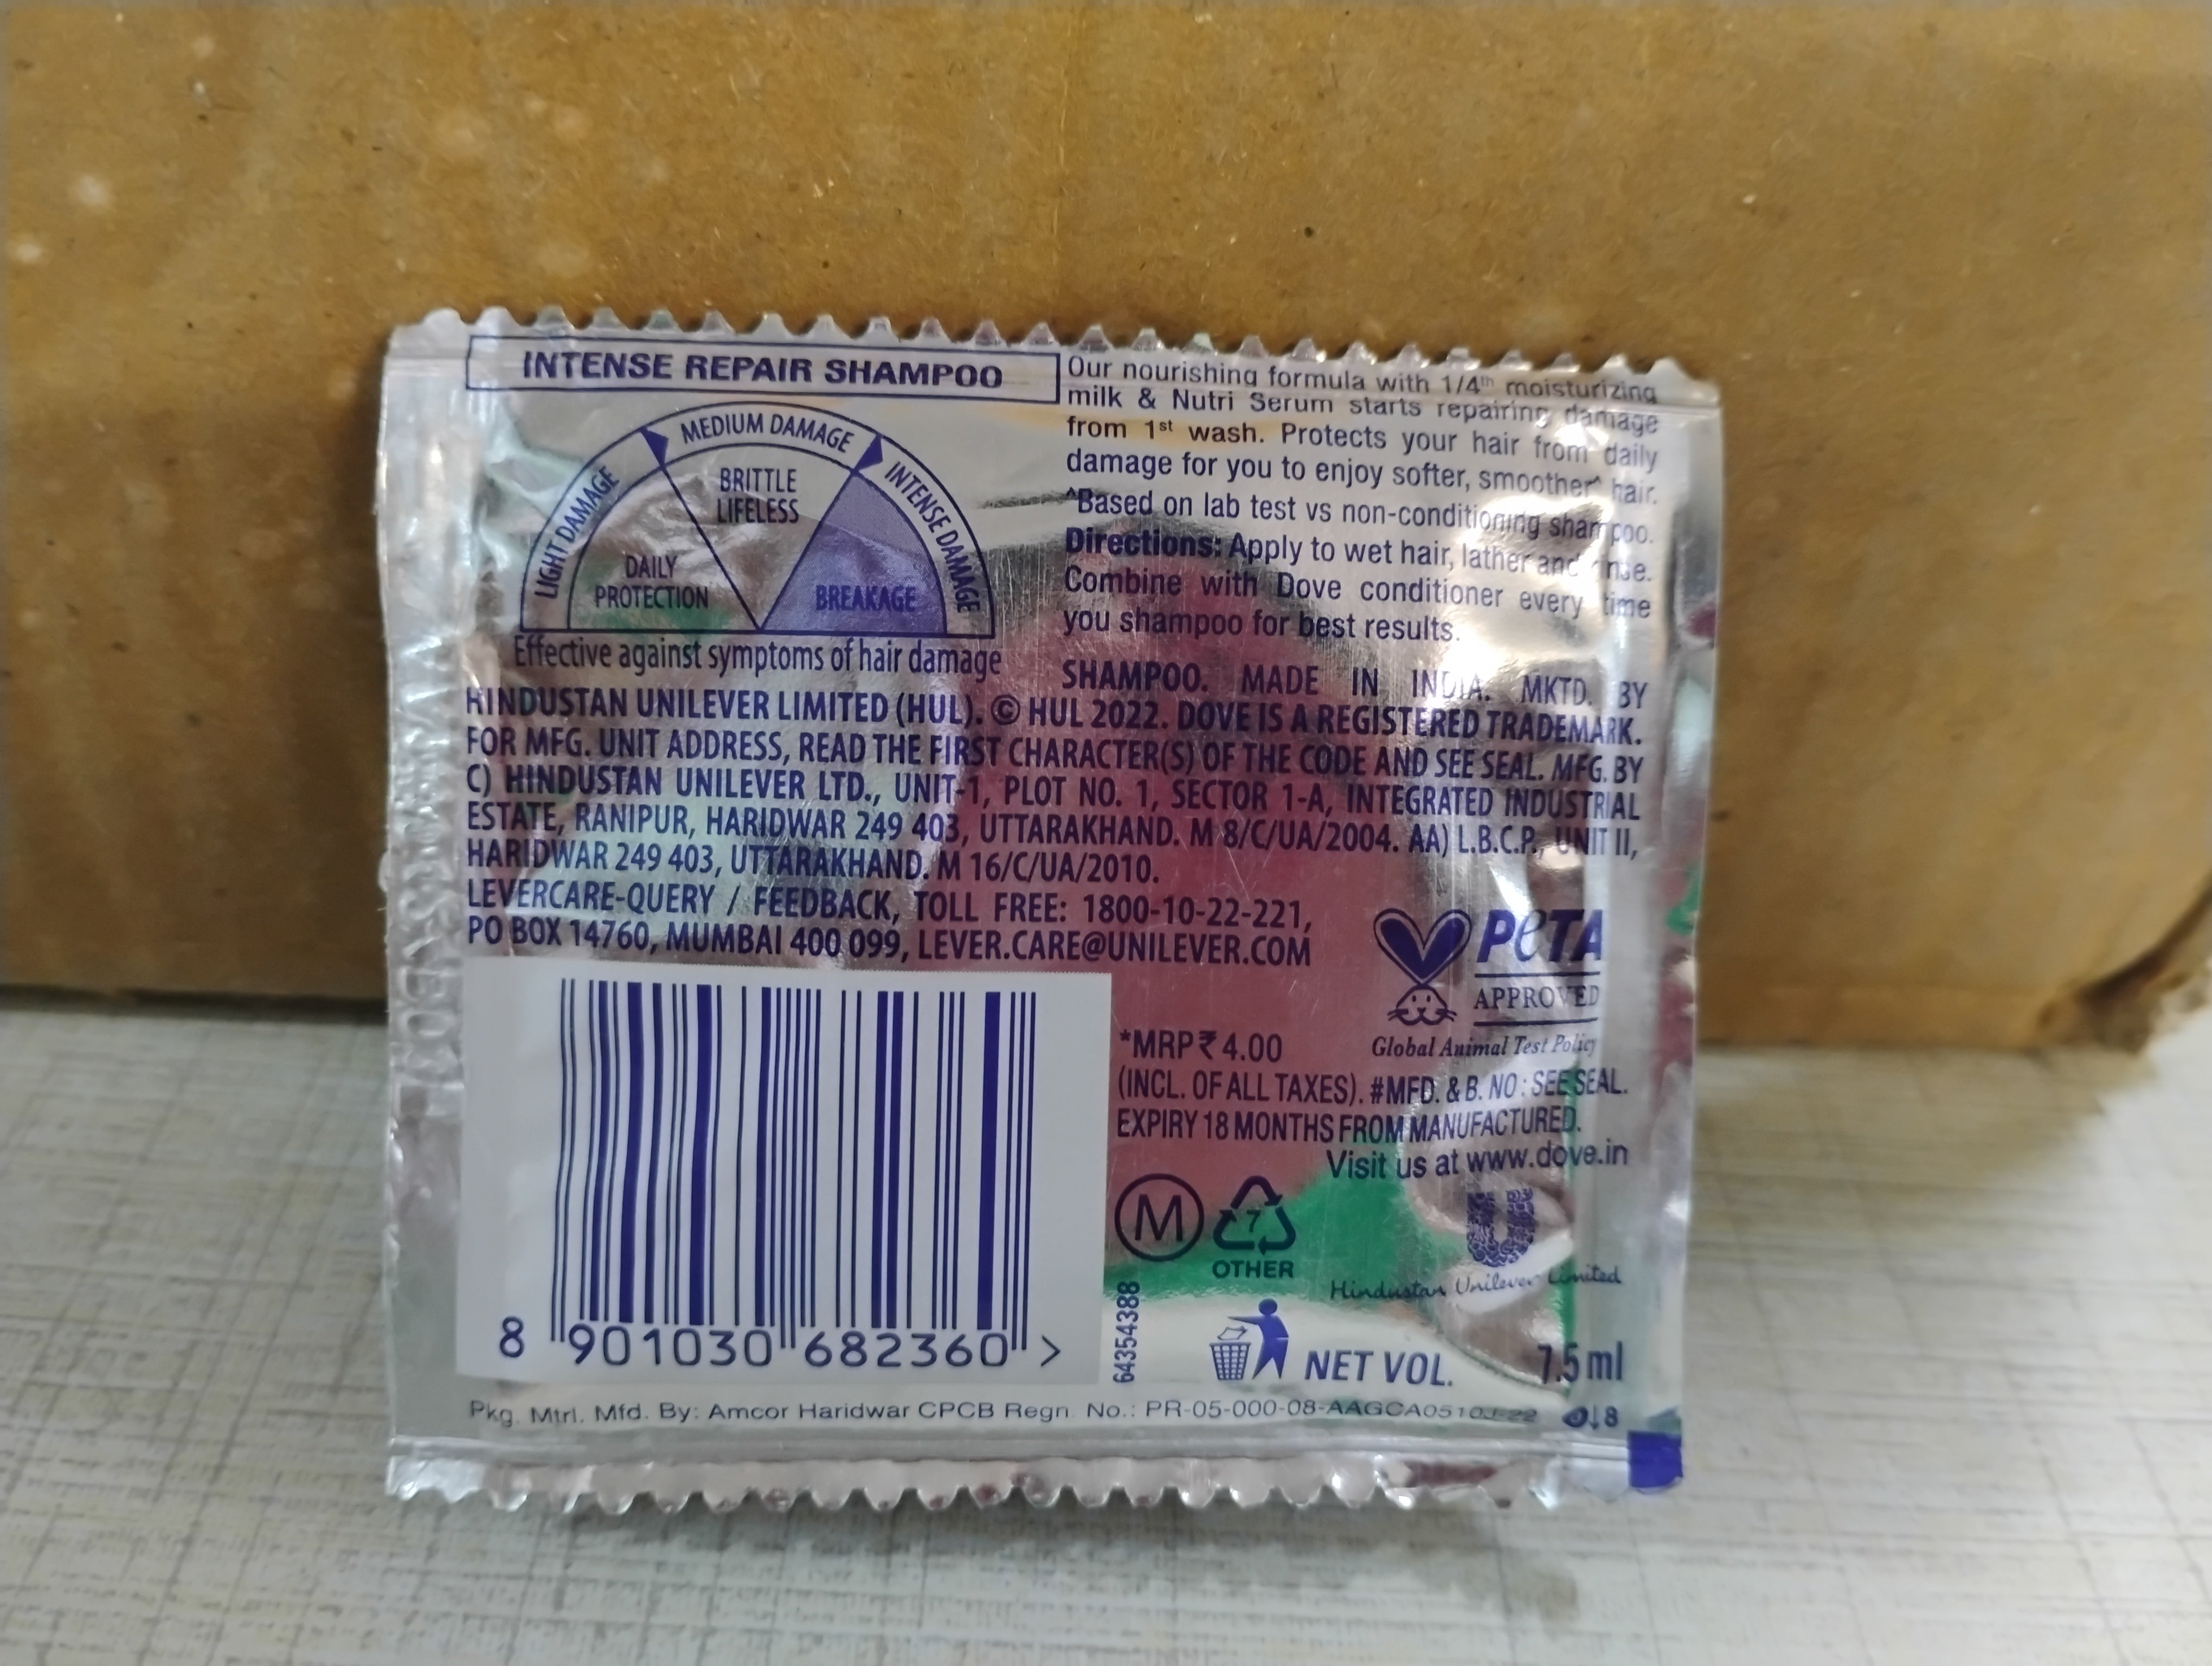 INTENSE REPAIR SHAMPOO
LIGHT DAMAGE
MEDIUM DAMAGE
INTENSE DAMAGE
DAILY
PROTECTION
BRITTLE
LIFELESS
BREAKAGE
Effective against symptoms of hair damage
Our nourishing formula with 1/4th moisturizing
milk & Nutri Serum starts repairing damage
from 1st wash. Protects your hair from daily
damage for you to enjoy softer, smoother^ hair.
^Based on lab test vs non-conditioning shampoo.
Directions: Apply to wet hair, lather and rinse.
Combine with Dove conditioner every time
you shampoo for best results.
SHAMPOO. MADE IN INDIA. MKTD. BY
HINDUSTAN UNILEVER LIMITED (HUL). © HUL 2022. DOVE IS A REGISTERED TRADEMARK.
FOR MFG. UNIT ADDRESS, READ THE FIRST CHARACTER(S) OF THE CODE AND SEE SEAL. MFG. BY
C) HINDUSTAN UNILEVER LTD., UNIT-1, PLOT NO. 1, SECTOR 1-A, INTEGRATED INDUSTRIAL
ESTATE, RANIPUR, HARIDWAR 249 403, UTTARAKHAND. M 8/C/UA/2004. AA) L.B.C.P., UNIT II,
HARIDWAR 249 403, UTTARAKHAND. M 16/C/UA/2010.
LEVERCARE-QUERY / FEEDBACK, TOLL FREE: 1800-10-22-221,
PO BOX 14760, MUMBAI 400 099, LEVER.CARE@UNILEVER.COM
PeTA
APPROVED
Global Animal Test Policy
*MRP ₹ 4.00
(INCL. OF ALL TAXES). #MFD. & B. NO : SEE SEAL.
EXPIRY 18 MONTHS FROM MANUFACTURED.
Visit us at www.dove.in
M
7
OTHER
Hindustan Unilever Limited
64354388
NET VOL. 7.5 ml
8 901030 682360 >
Pkg. Mtrl. Mfd. By: Amcor Haridwar CPCB Regn. No.: PR-05-000-08-